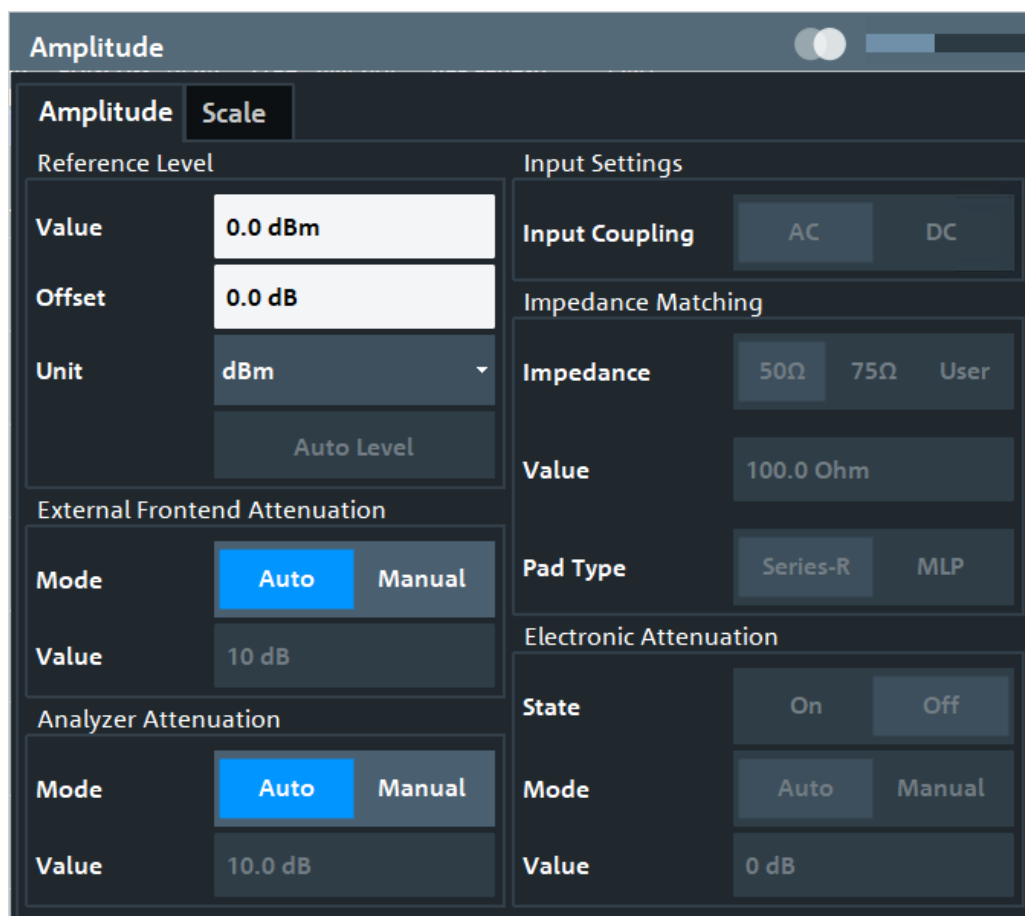 Amplitude
Amplitude Scale
Reference Level
Value 0.0 dBm
Offset 0.0 dB
Unit dBm
Auto Level
External Frontend Attenuation
Mode Auto Manual
Value 10 dB
Analyzer Attenuation
Mode Auto Manual
Value 10.0 dB
Input Settings
Input Coupling AC DC
Impedance Matching
Impedance 50Ω 75Ω User
Value 100.0 Ohm
Pad Type Series-R MLP
Electronic Attenuation
State On Off
Mode Auto Manual
Value 0 dB